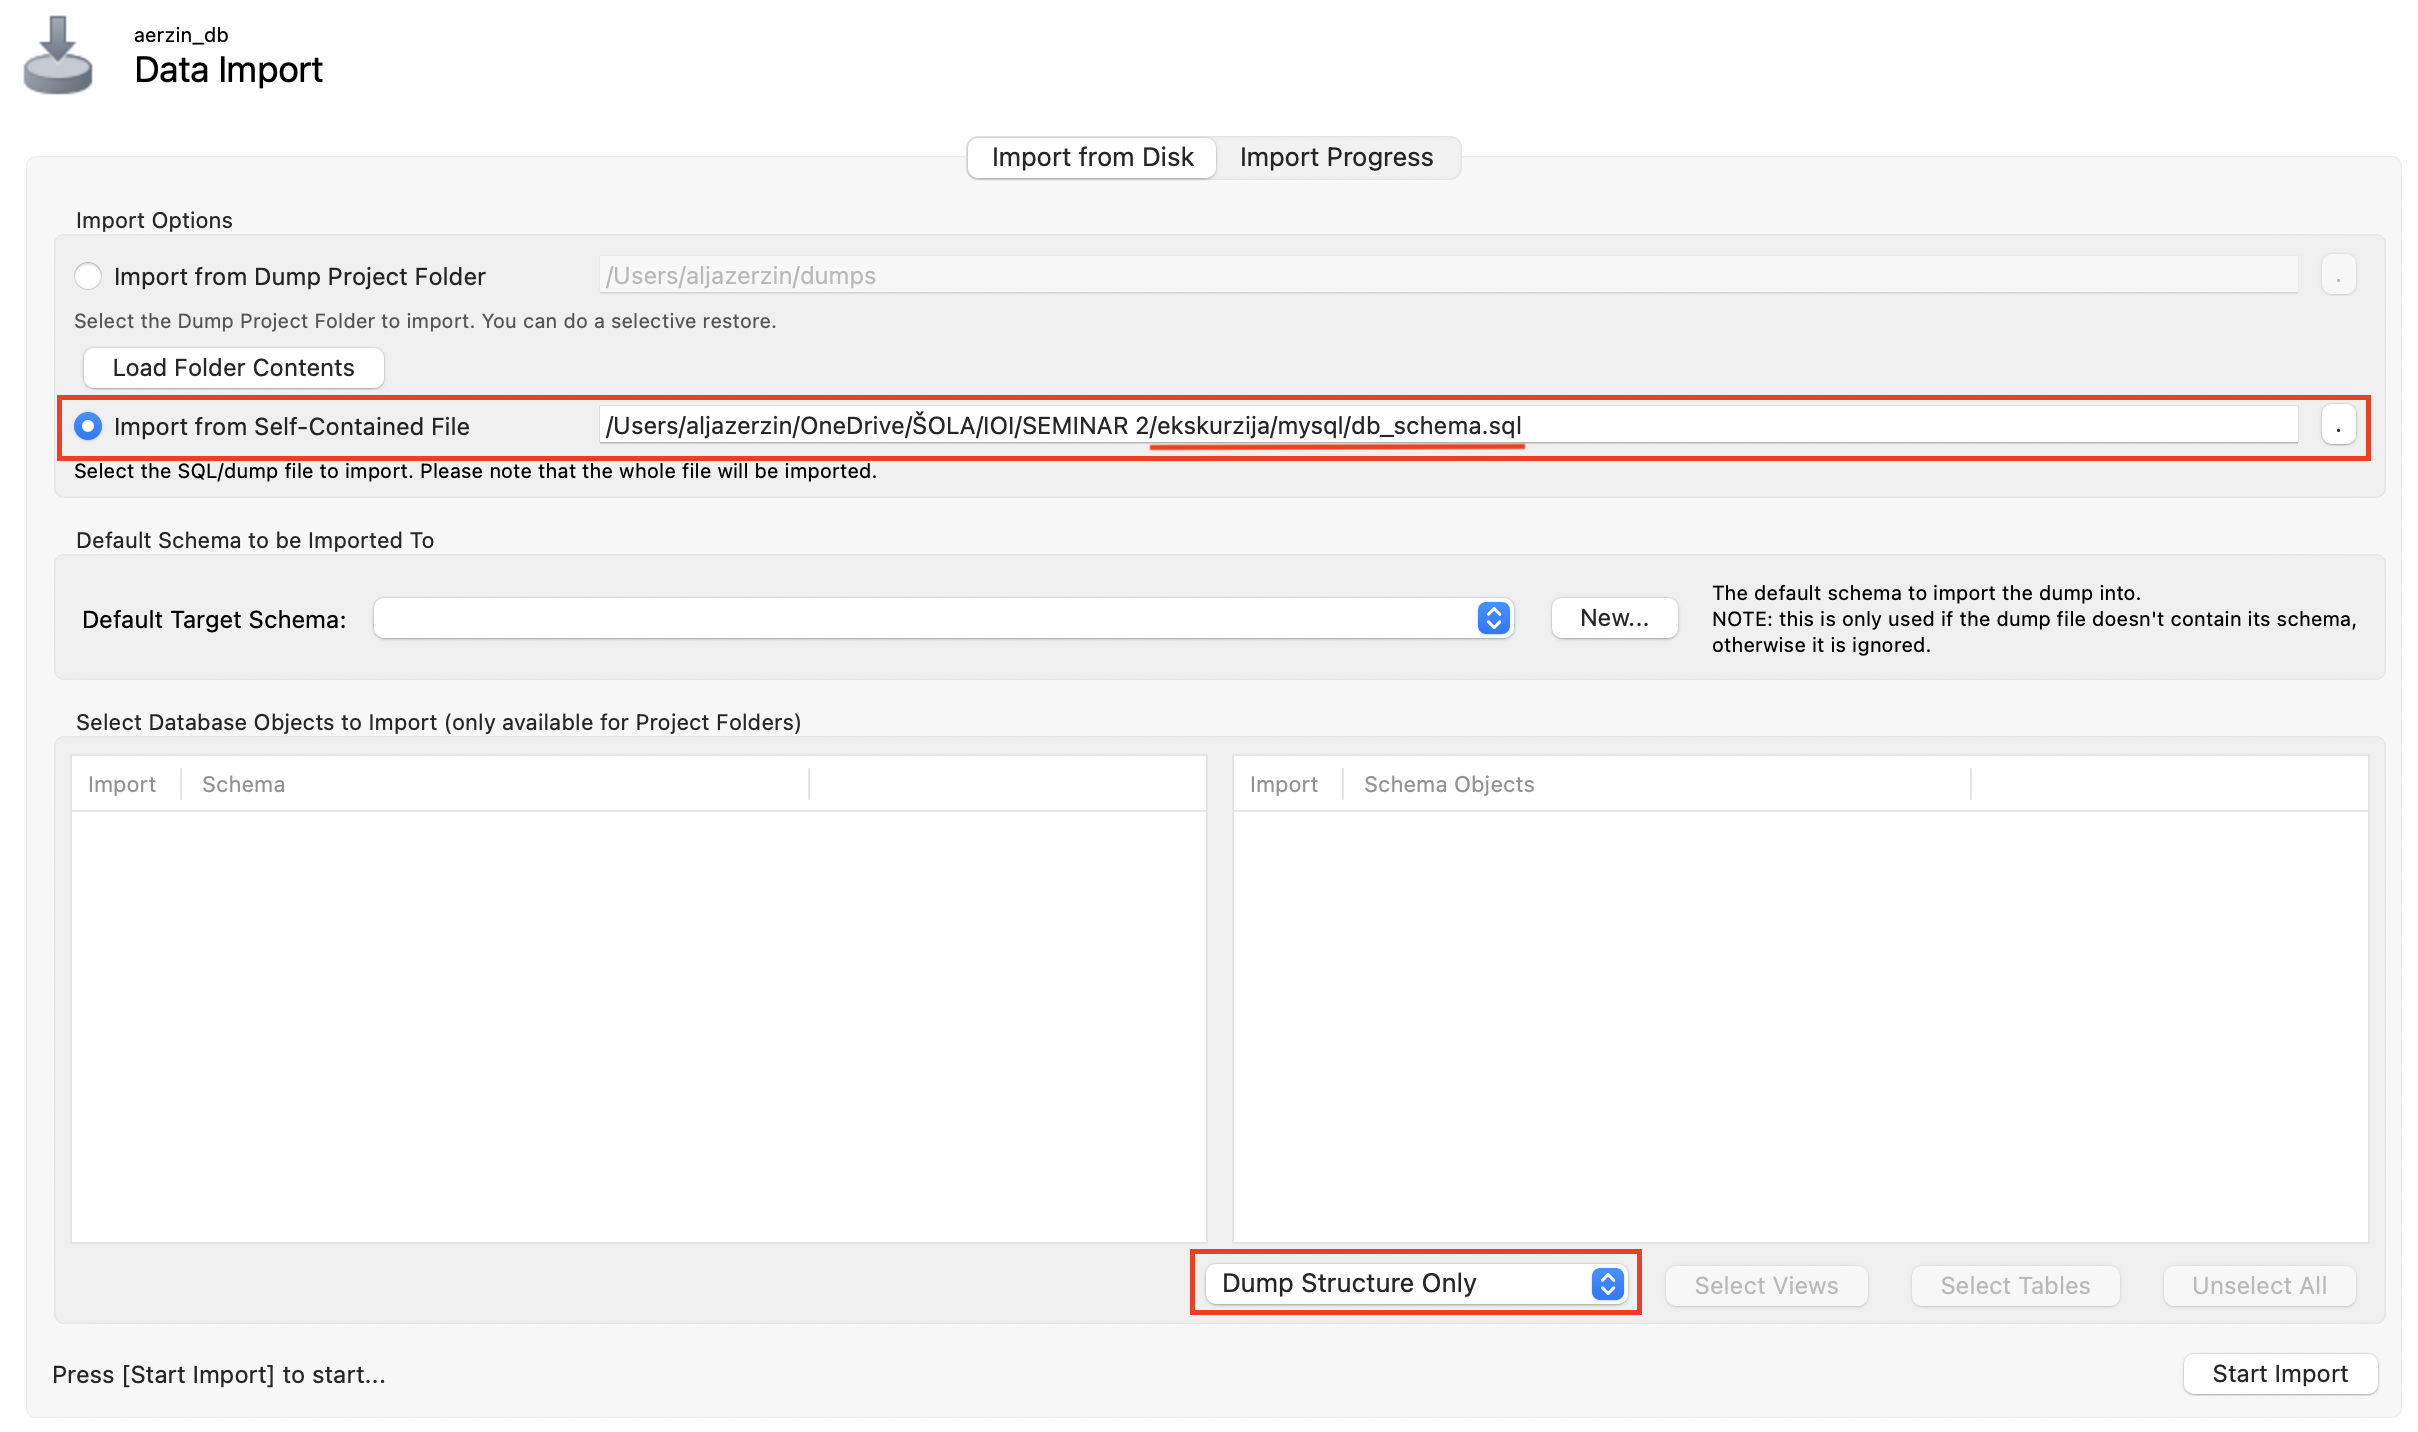 aerzin_db
Data Import
Import from Disk
Import Progress
Import Options
Import from Dump Project Folder
/Users/aljazerzin/dumps
.
Select the Dump Project Folder to import. You can do a selective restore.
Load Folder Contents
Import from Self-Contained File
/Users/aljazerzin/OneDrive/ŠOLA/IOI/SEMINAR 2/ekskurzija/mysql/db_schema.sql
.
Select the SQL/dump file to import. Please note that the whole file will be imported.
Default Schema to be Imported To
Default Target Schema:
New...
The default schema to import the dump into.
NOTE: this is only used if the dump file doesn't contain its schema,
otherwise it is ignored.
Select Database Objects to Import (only available for Project Folders)
Import
Schema
Import
Schema Objects
Dump Structure Only
Select Views
Select Tables
Unselect All
Press [Start Import] to start...
Start Import